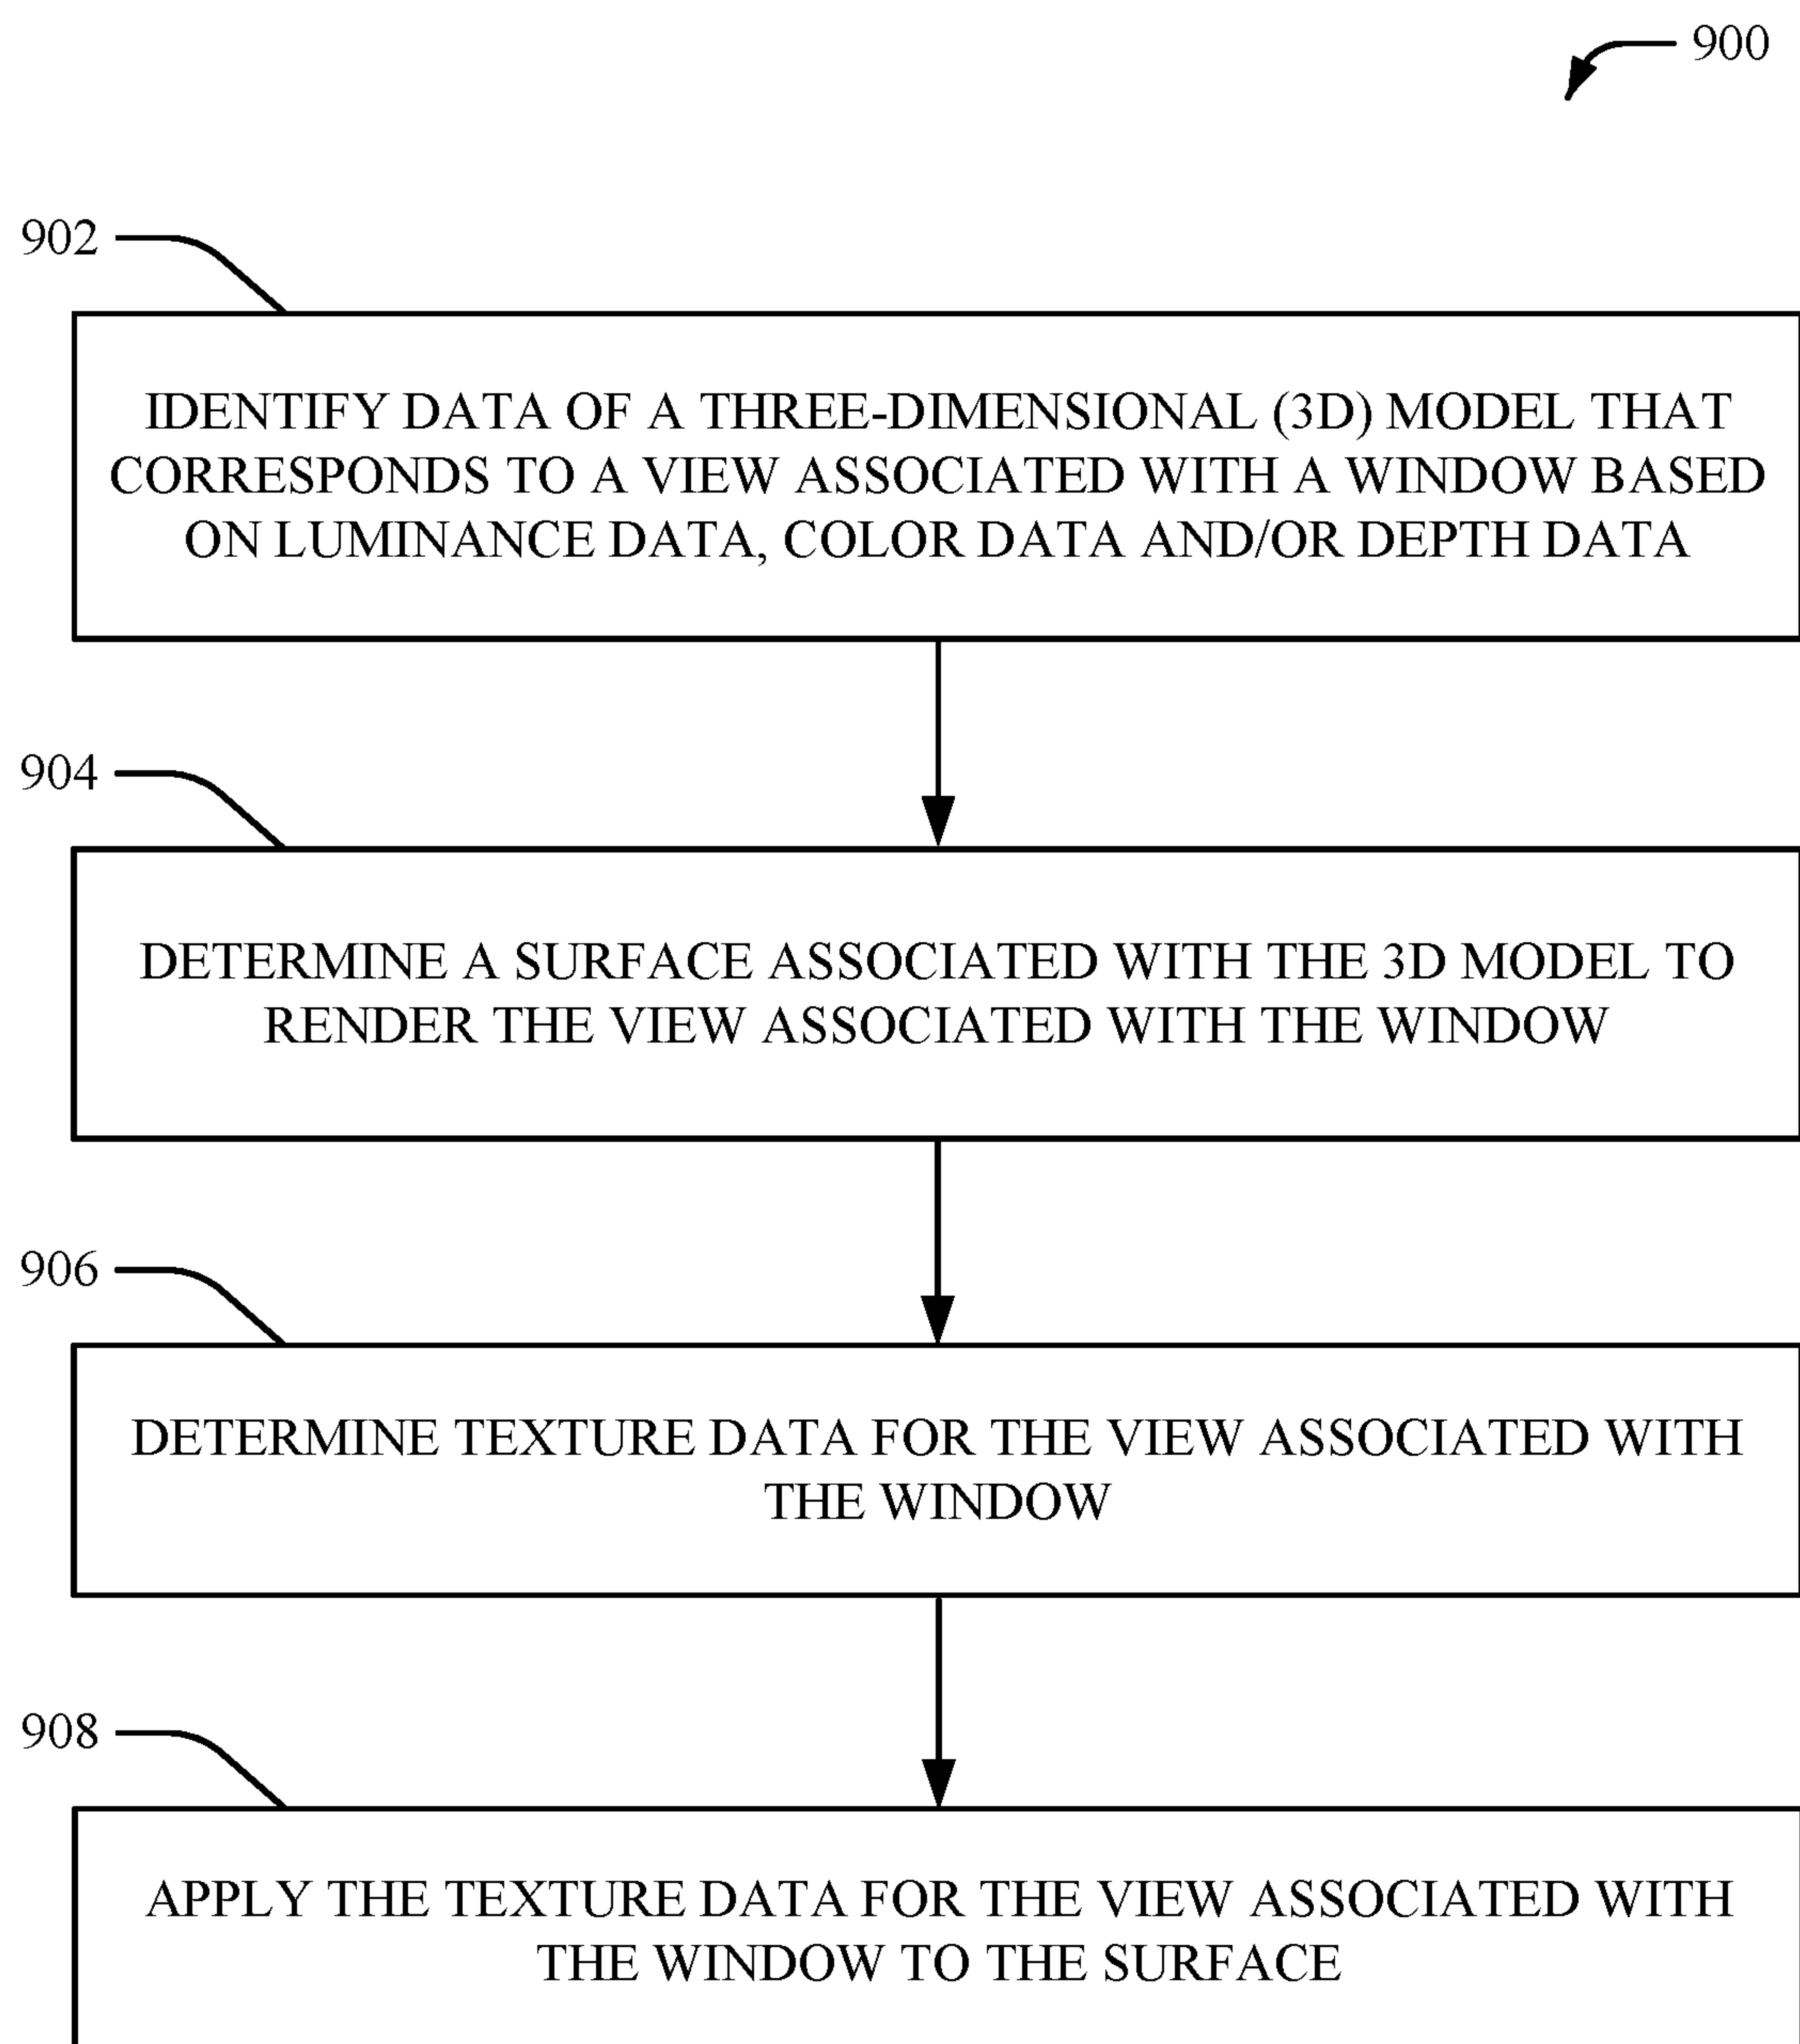 900
902
IDENTIFY DATA OF A THREE-DIMENSIONAL (3D) MODEL THAT
CORRESPONDS TO A VIEW ASSOCIATED WITH A WINDOW BASED
ON LUMINANCE DATA, COLOR DATA AND/OR DEPTH DATA
904
DETERMINE A SURFACE ASSOCIATED WITH THE 3D MODEL TO
RENDER THE VIEW ASSOCIATED WITH THE WINDOW
906
DETERMINE TEXTURE DATA FOR THE VIEW ASSOCIATED WITH
THE WINDOW
908
APPLY THE TEXTURE DATA FOR THE VIEW ASSOCIATED WITH
THE WINDOW TO THE SURFACE